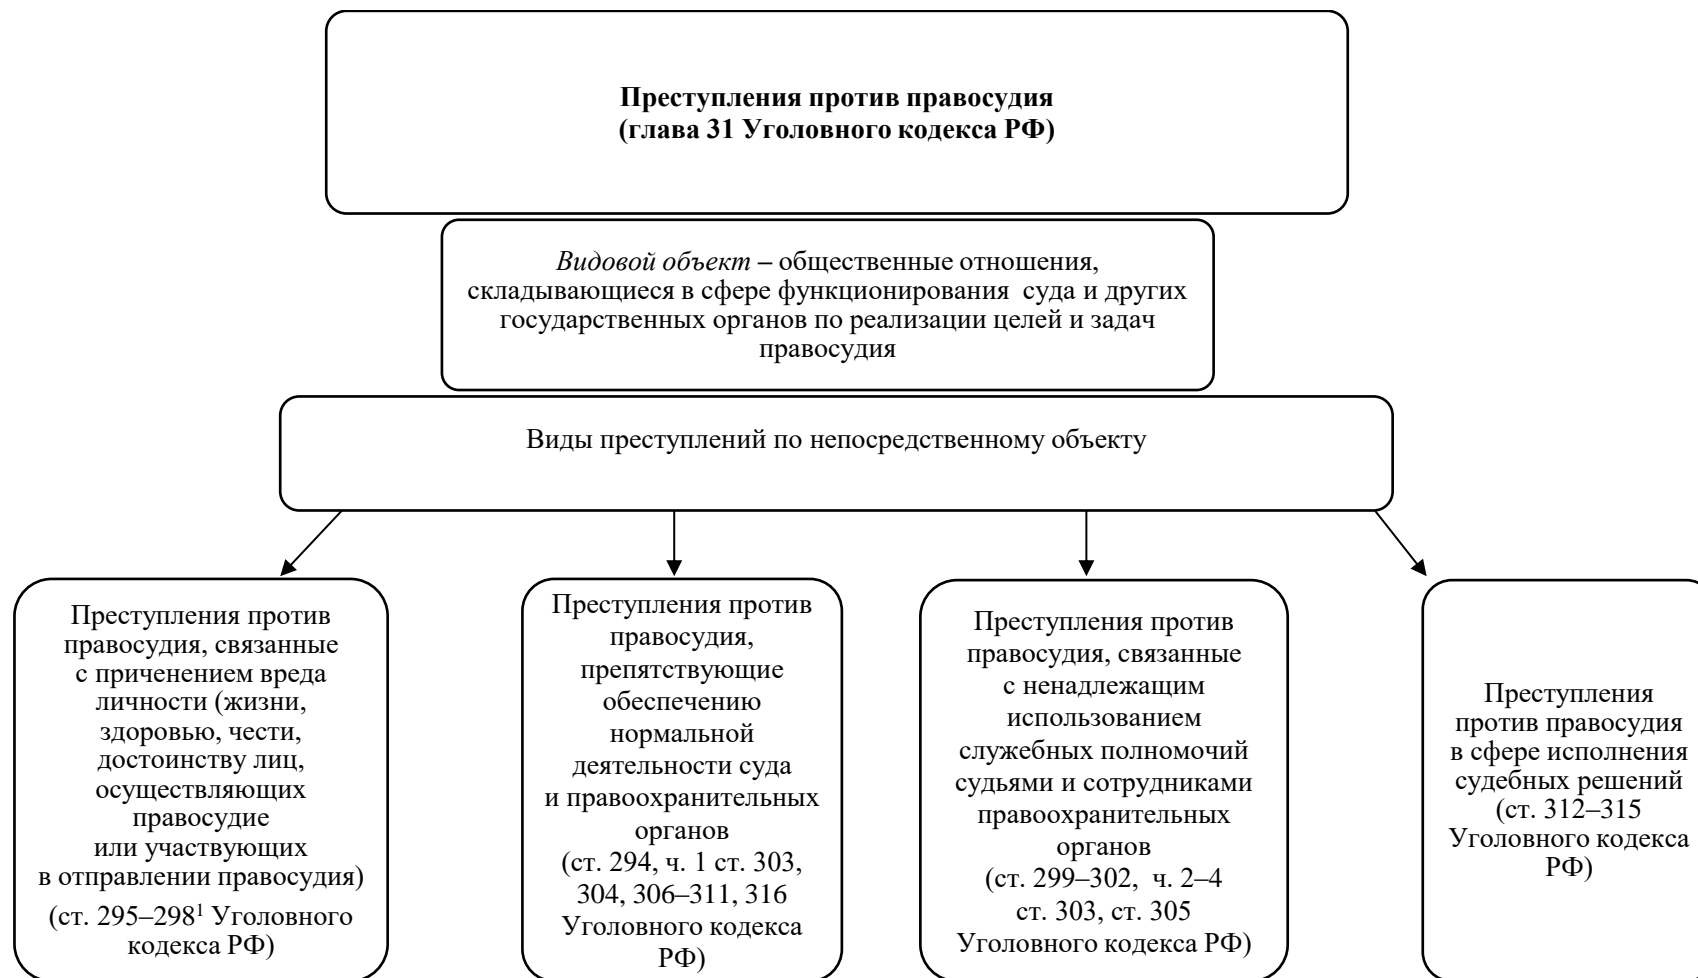 Преступления против правосудия
(глава 31 Уголовного кодекса РФ)
Видовой объект – общественные отношения,
складывающиеся в сфере функционирования суда и других
государственных органов по реализации целей и задач
правосудия
Виды преступлений по непосредственному объекту
Преступления против
правосудия, связанные
с применением вреда
личности (жизни,
здоровью, чести,
достоинству лиц,
осуществляющих
правосудие
или участвующих
в отправлении правосудия)
(ст. 295–298¹ Уголовного
кодекса РФ)
Преступления против
правосудия,
препятствующие
обеспечению
нормальной
деятельности суда
и правоохранительных
органов
(ст. 294, ч. 1 ст. 303,
304, 306–311, 316
Уголовного кодекса
РФ)
Преступления против
правосудия, связанные
с ненадлежащим
использованием
служебных полномочий
судьями и сотрудниками
правоохранительных
органов
(ст. 299–302, ч. 2–4
ст. 303, ст. 305
Уголовного кодекса РФ)
Преступления
против правосудия
в сфере исполнения
судебных решений
(ст. 312–315
Уголовного кодекса
РФ)